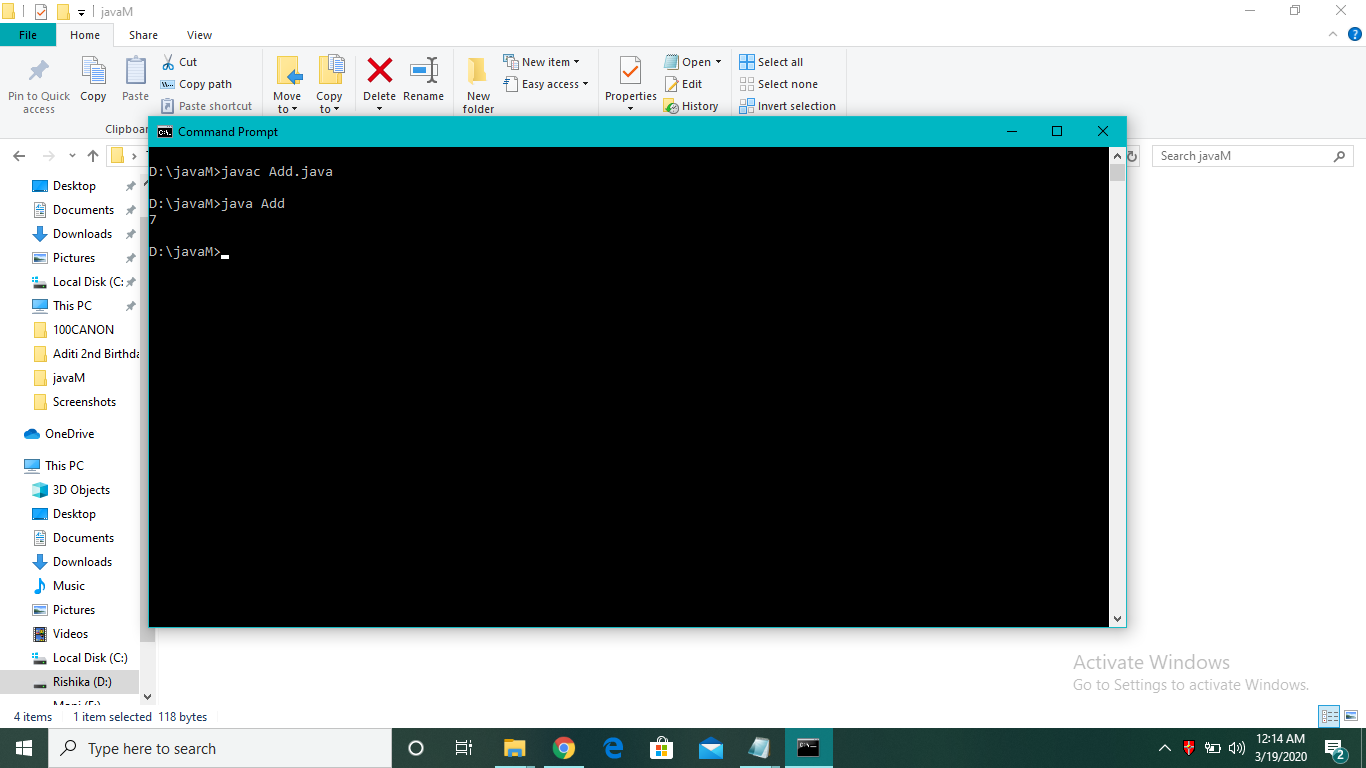 javaM
File Home Share View
Pin to Quick access
Copy
Paste
Cut
Copy path
Paste shortcut
Move to
Copy to
Delete
Rename
New folder
New item
Easy access
Properties
Open
Edit
History
Select all
Select none
Invert selection
Clipboar
Command Prompt
Search javaM
D:\javaM>javac Add.java
D:\javaM>java Add
7
D:\javaM>
Desktop
Documents
Downloads
Pictures
Local Disk (C:
This PC
100CANON
Aditi 2nd Birthda
javaM
Screenshots
OneDrive
This PC
3D Objects
Desktop
Documents
Downloads
Music
Pictures
Videos
Local Disk (C:)
Rishika (D:)
Activate Windows
Go to Settings to activate Windows.
4 items 1 item selected 118 bytes
Type here to search
12:14 AM
3/19/2020
2